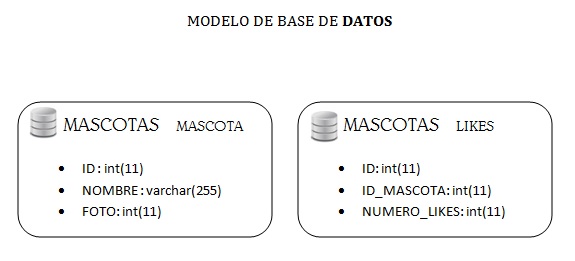 MODELO DE BASE DE DATOS
MASCOTAS MASCOTA
• ID: int(11)
• NOMBRE: varchar(255)
• FOTO: int(11)
MASCOTAS LIKES
• ID: int(11)
• ID_MASCOTA: int(11)
• NUMERO_LIKES: int(11)